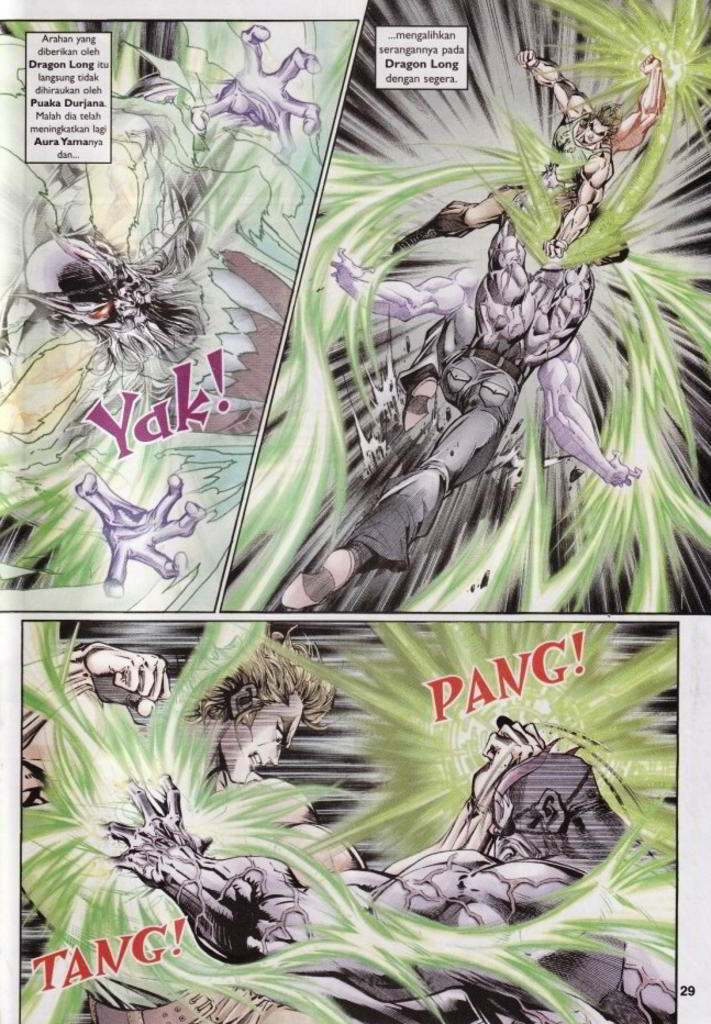 Arahan yang
diberikan oleh
Dragon Long itu
langsung tidak
dihiraukan oleh
Puaka Durjana.
Malah dia telah
meningkatkan lagi
Aura Yamanya
dan...
...mengalihkan
serangannya pada
Dragon Long
dengan segera.
Yak!
PANG!
TANG!
29